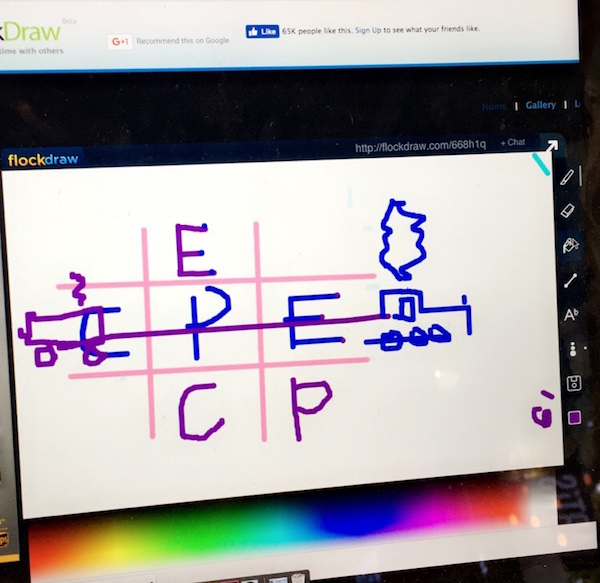 kDraw Beta
time with others
G+1 Recommend this on Google
Like 65K people like this. Sign Up to see what your friends like.
Home | Gallery |
flockdraw
http://flockdraw.com/668h1q + Chat
E
C P E
C P
Aᵇ